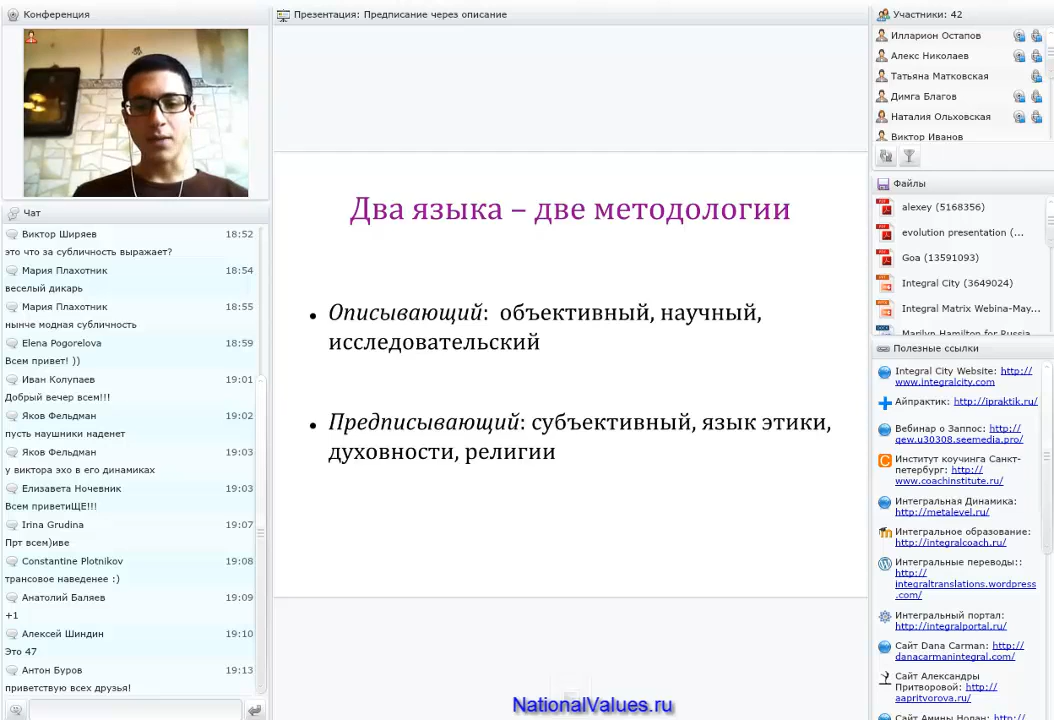 Конференция
Чат
Виктор Ширяев 18:52
это что за субличность выражает?
Мария Плахотник 18:54
веселый дикарь
Мария Плахотник 18:55
нынче модная субличность
Elena Pogorelova 18:59
Всем привет! ))
Иван Колупаев 19:01
Добрый вечер всем!!!
Яков Фельдман 19:02
пусть наушники наденет
Яков Фельдман 19:03
у виктора эхо в его динамиках
Елизавета Ночевник 19:03
Всем приветиЩЕ!!!
Irina Grudina 19:07
Прт всем)иве
Constantine Plotnikov 19:08
трансовое наведенее :)
Анатолий Баляев 19:09
+1
Алексей Шиндин 19:10
Это 47
Антон Буров 19:13
приветствую всех друзья!
Презентация: Предписание через описание
Два языка – две методологии
• Описывающий: объективный, научный,
исследовательский
• Предписывающий: субъективный, язык этики,
духовности, религии
NationalValues.ru
Участники: 42
Илларион Остапов
Алекс Николаев
Татьяна Матковская
Димга Благов
Наталия Ольховская
Виктор Иванов
Файлы
alexey (5168356)
evolution presentation (...
Goa (13591093)
Integral City (3649024)
Integral Matrix Webina-May...
Marilyn Hamilton for Russia
Полезные ссылки
Integral City Website: http://
www.integralcity.com
Айпрактик: http://ipraktik.ru/
Вебинар о Заппос: http://
qew.u30308.seemedia.pro/
Институт коучинга Санкт-
петербург: http://
www.coachinstitute.ru/
Интегральная Динамика:
http://metalevel.ru/
Интегральное образование:
http://integralcoach.ru/
Интегральные переводы::
http://
integraltranslations.wordpress
.com/
Интегральный портал:
http://integralportal.ru/
Сайт Dana Carman: http://
danacarmanintegral.com/
Сайт Александры
Притворовой: http://
aapritvorova.ru/
Сайт Амины Нолан: http://